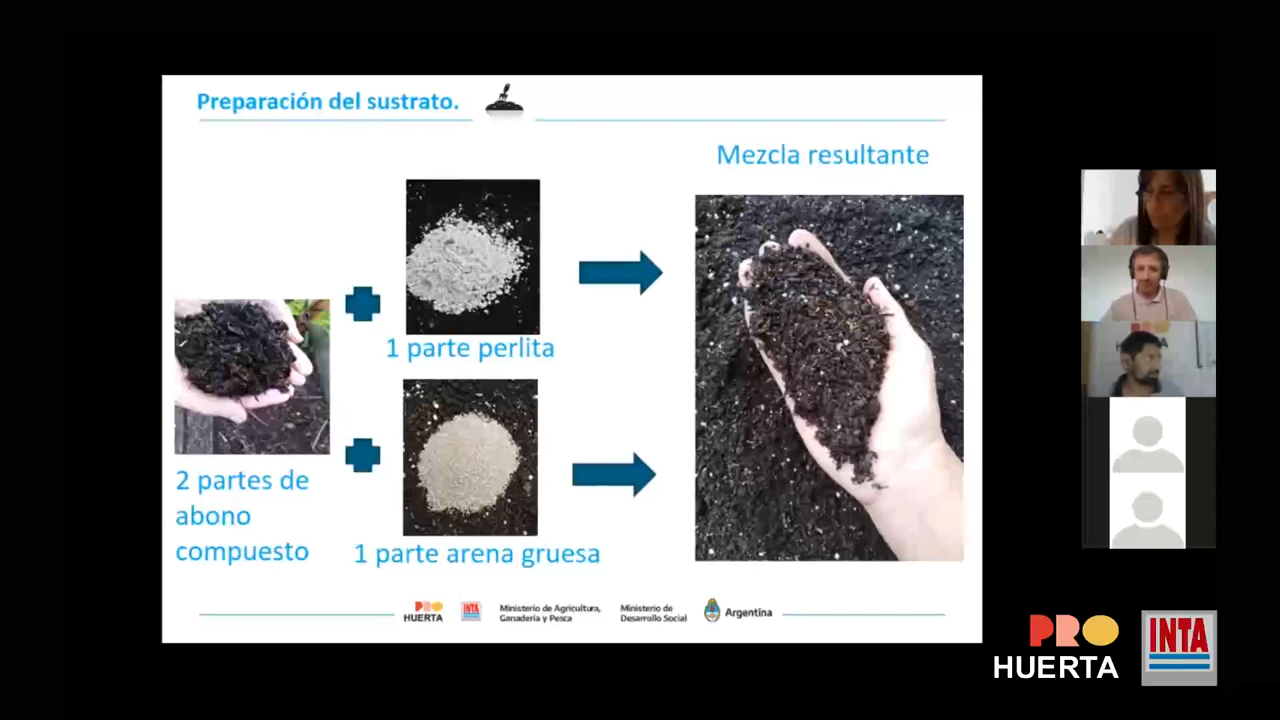 Preparación del sustrato.
Mezcla resultante
1 parte perlita
2 partes de
abono
compuesto
1 parte arena gruesa
PRO
HUERTA
INTA
Ministerio de Agricultura,
Ganadería y Pesca
Ministerio de
Desarrollo Social
Argentina
PRO
HUERTA
INTA